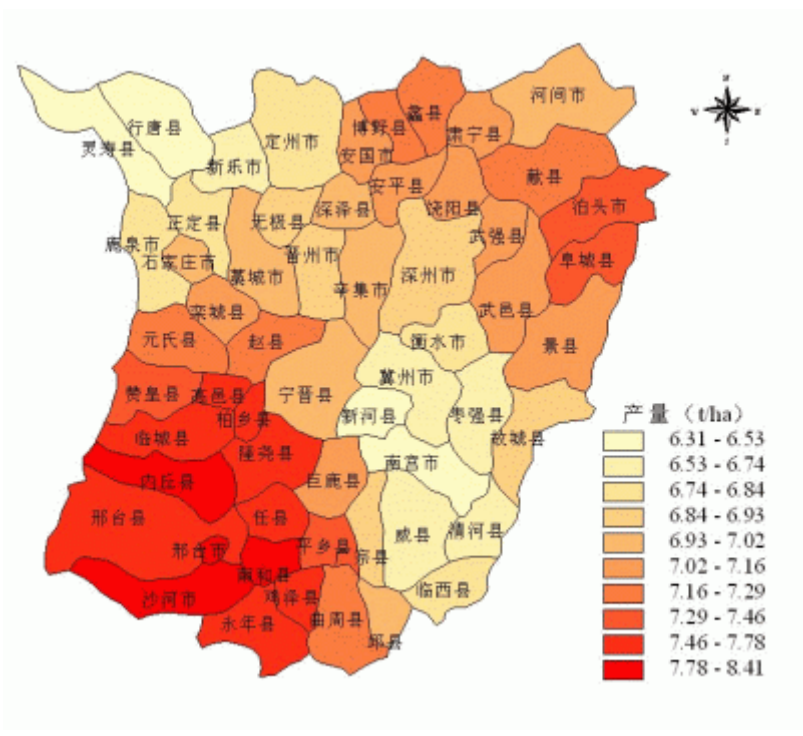 N
W
E
河间市
蠡县
博野县
肃宁县
行唐县
定州市
灵寿县
安国市
新乐市
献县
安平县
泊头市
深泽县
饶阳县
正定县
无极县
武强县
鹿泉市
晋州市
石家庄市
阜城县
藁城市
深州市
辛集市
栾城县
武邑县
元氏县
赵县
衡水市
景县
冀州市
赞皇县
高邑县
宁晋县
柏乡县
新河县
枣强县
临城县
故城县
隆尧县
南宫市
内丘县
巨鹿县
邢台县
任县
威县
清河县
邢台市
平乡县
广宗县
南和县
临西县
沙河市
鸡泽县
永年县
曲周县
邱县
产 量 （t/ha）
6.31 - 6.53
6.53 - 6.74
6.74 - 6.84
6.84 - 6.93
6.93 - 7.02
7.02 - 7.16
7.16 - 7.29
7.29 - 7.46
7.46 - 7.78
7.78 - 8.41